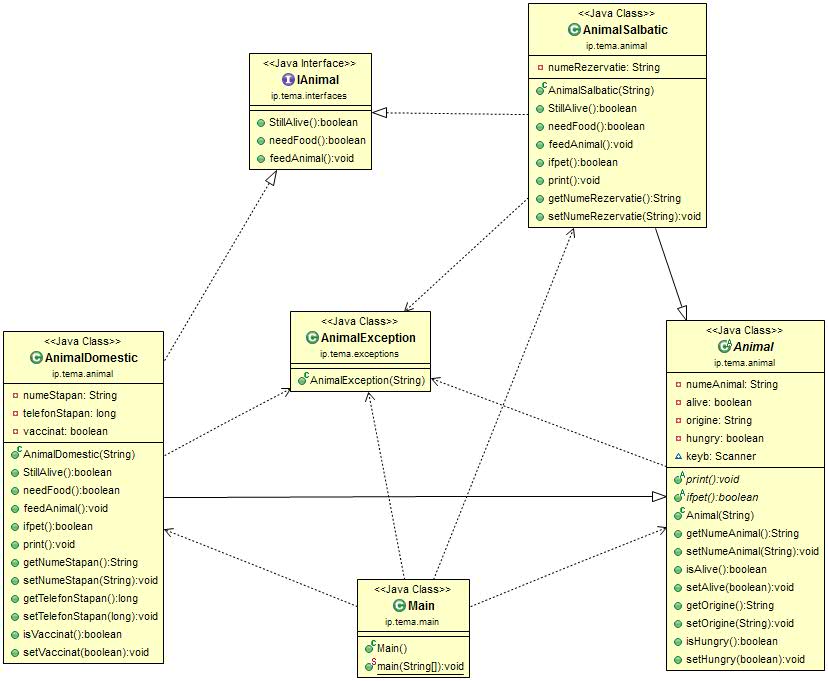 <<Java Class>>
AnimalSalbatic
ip.tema.animal
numeRezervatie: String
AnimalSalbatic(String)
StillAlive():boolean
needFood():boolean
feedAnimal():void
ifpet():boolean
print():void
getNumeRezervatie():String
setNumeRezervatie(String):void
<<Java Interface>>
IAnimal
ip.tema.interfaces
StillAlive():boolean
needFood():boolean
feedAnimal():void
<<Java Class>>
AnimalException
ip.tema.exceptions
AnimalException(String)
<<Java Class>>
AnimalDomestic
ip.tema.animal
numeStapan: String
telefonStapan: long
vaccinat: boolean
AnimalDomestic(String)
StillAlive():boolean
needFood():boolean
feedAnimal():void
ifpet():boolean
print():void
getNumeStapan():String
setNumeStapan(String):void
getTelefonStapan():long
setTelefonStapan(long):void
isVaccinat():boolean
setVaccinat(boolean):void
<<Java Class>>
Animal
ip.tema.animal
numeAnimal: String
alive: boolean
origine: String
hungry: boolean
keyb: Scanner
print():void
ifpet():boolean
Animal(String)
getNumeAnimal():String
setNumeAnimal(String):void
isAlive():boolean
setAlive(boolean):void
getOrigine():String
setOrigine(String):void
isHungry():boolean
setHungry(boolean):void
<<Java Class>>
Main
ip.tema.main
Main()
main(String[]):void